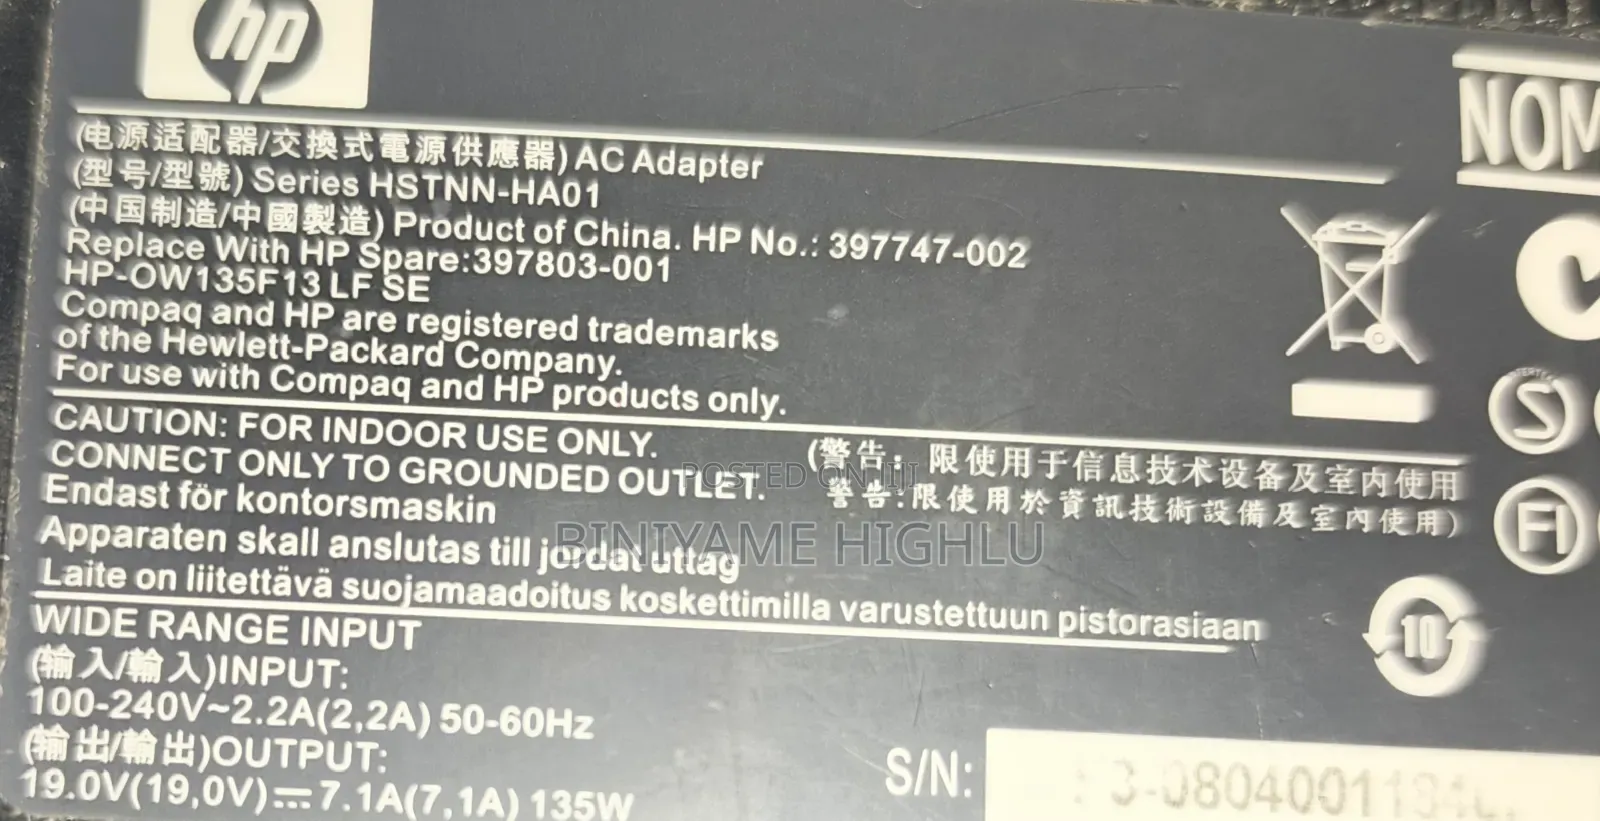 hp
(电源适配器/交換式電源供應器) AC Adapter
(型号/型號) Series HSTNN-HA01
(中国制造/中國製造) Product of China. HP No.: 397747-002
Replace With HP Spare:397803-001
HP-OW135F13 LF SE
Compaq and HP are registered trademarks
of the Hewlett-Packard Company.
For use with Compaq and HP products only.
CAUTION: FOR INDOOR USE ONLY.
CONNECT ONLY TO GROUNDED OUTLET.
(警告: 限使用于信息技术设备及室内使用
警告:限使用於資訊技術設備及室內使用)
Endast för kontorsmaskin
Apparaten skall anslutas till jordat uttag
Laite on liitettävä suojamaadoitus koskettimilla varustettuun pistorasiaan
WIDE RANGE INPUT
(输入/輸入)INPUT:
100-240V~2.2A(2,2A) 50-60Hz
(输出/輸出)OUTPUT:
19.0V(19,0V)⎓7.1A(7,1A) 135W
S/N:
NOM
S
FI
10
POSTED ON JIJI
BINIYAME HIGHLU